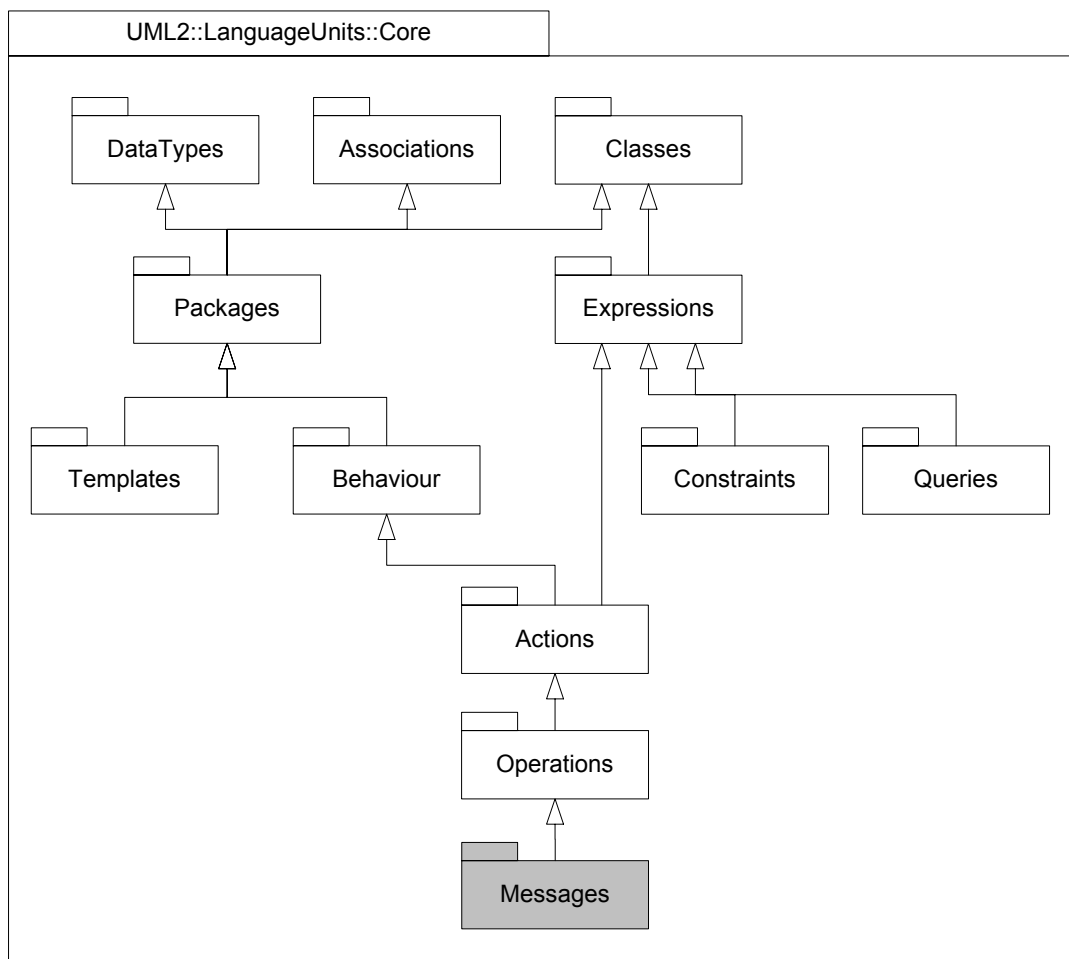 UML2::LanguageUnits::Core
DataTypes
Associations
Classes
Packages
Expressions
Templates
Behaviour
Constraints
Queries
Actions
Operations
Messages